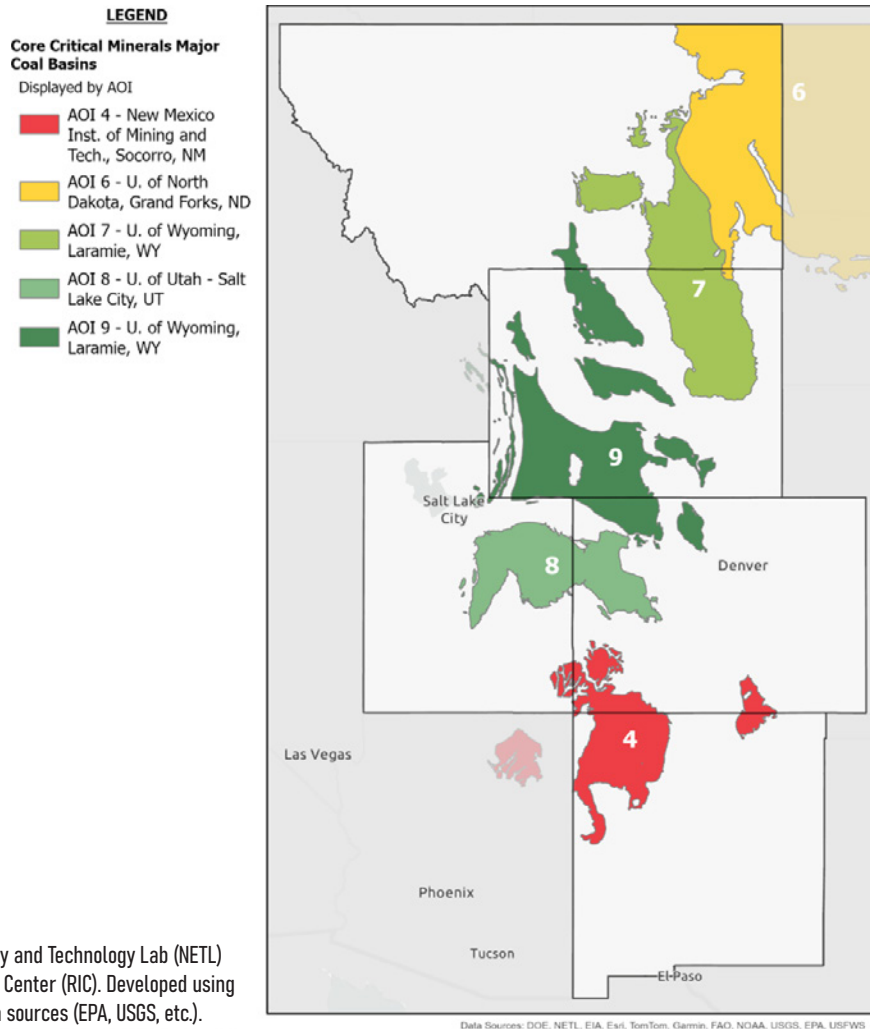 LEGEND
Core Critical Minerals Major
Coal Basins
Displayed by AOI
AOI 4 - New Mexico
Inst. of Mining and
Tech., Socorro, NM
AOI 6 - U. of North
Dakota, Grand Forks, ND
AOI 7 - U. of Wyoming,
Laramie, WY
AOI 8 - U. of Utah - Salt
Lake City, UT
AOI 9 - U. of Wyoming,
Laramie, WY
6
7
9
Salt Lake
City
8
Denver
4
Las Vegas
Phoenix
Tucson
El Paso
y and Technology Lab (NETL)
Center (RIC). Developed using
sources (EPA, USGS, etc.).
Data Sources: DOE, NETL, EIA, Esri, TomTom, Garmin, FAO, NOAA, USGS, EPA, USFWS